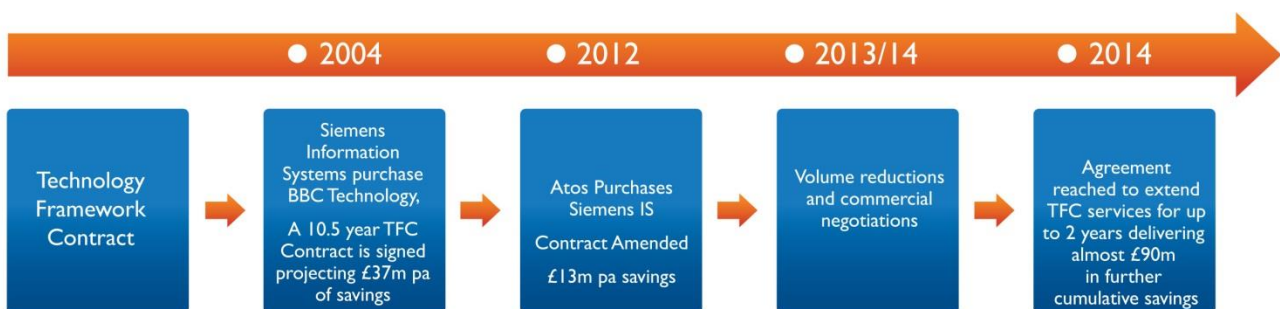 2004
2012
2013/14
2014
Technology
Framework
Contract
Siemens
Information
Systems purchase
BBC Technology,
A 10.5 year TFC
Contract is signed
projecting £37m pa
of savings
Atos Purchases
Siemens IS
Contract Amended
£13m pa savings
Volume reductions
and commercial
negotiations
Agreement
reached to extend
TFC services for up
to 2 years delivering
almost £90m
in further
cumulative savings